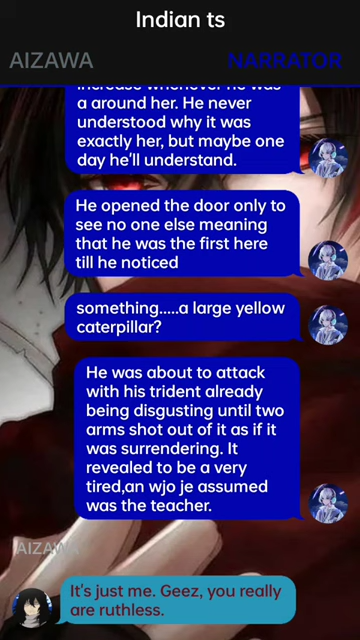 Indian ts
AIZAWA
NARRATOR
increase whenever he was
a around her. He never
understood why it was
exactly her, but maybe one
day he'll understand.
He opened the door only to
see no one else meaning
that he was the first here
till he noticed
something.....a large yellow
caterpillar?
He was about to attack
with his trident already
being disgusting until two
arms shot out of it as if it
was surrendering. It
revealed to be a very
tired,an wjo je assumed
was the teacher.
AIZAWA
It's just me. Geez, you really
are ruthless.